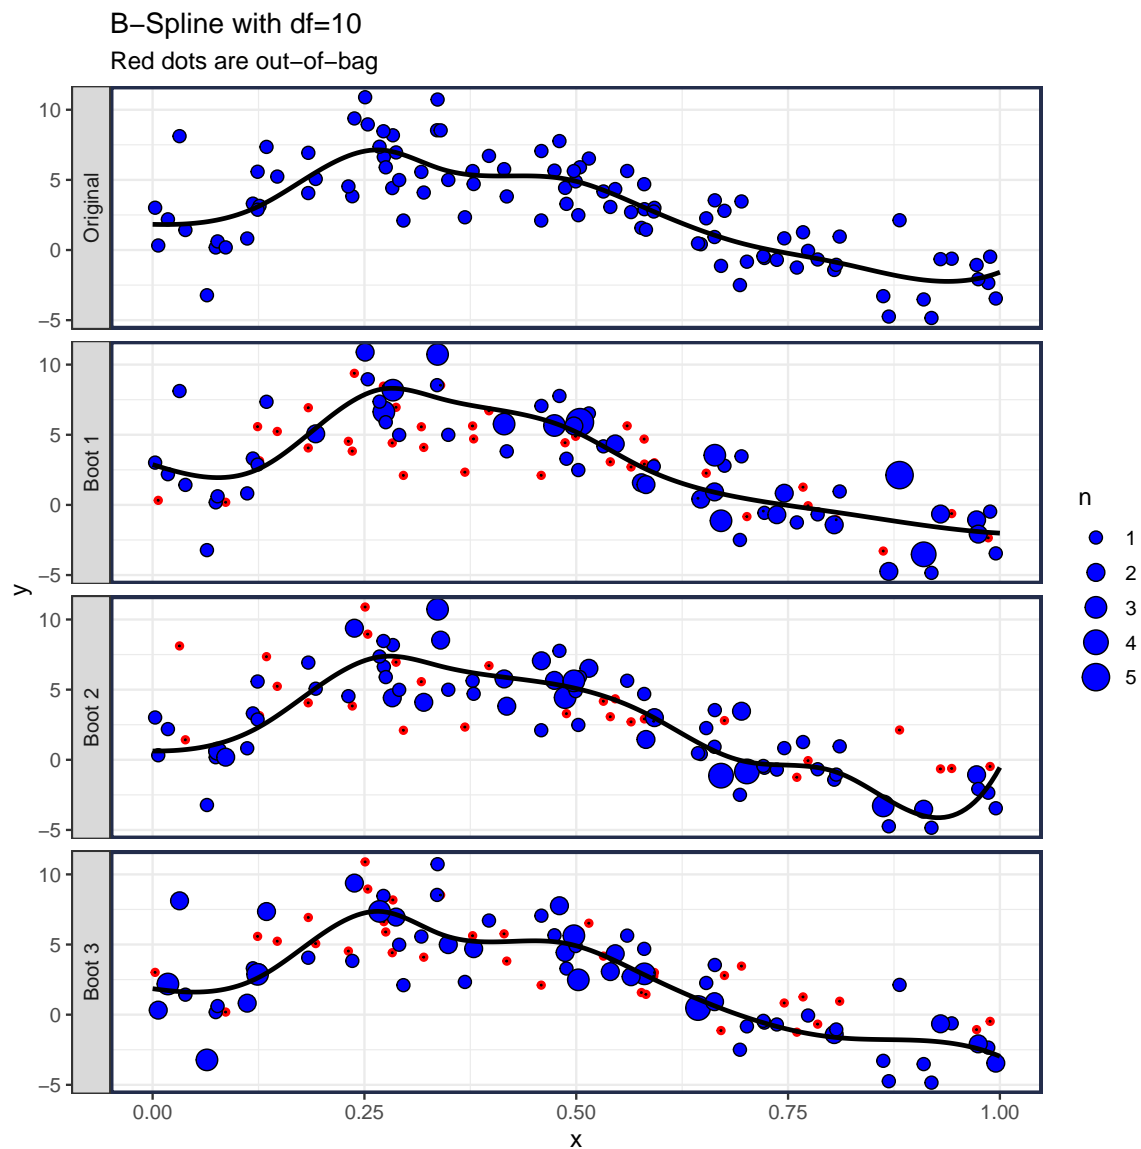 B−Spline with df=10
Red dots are out−of−bag
y
Original
10
5
0
−5
Boot 1
10
5
0
−5
Boot 2
10
5
0
−5
Boot 3
10
5
0
−5
0.00 0.25 0.50 0.75 1.00
x
n
1
2
3
4
5